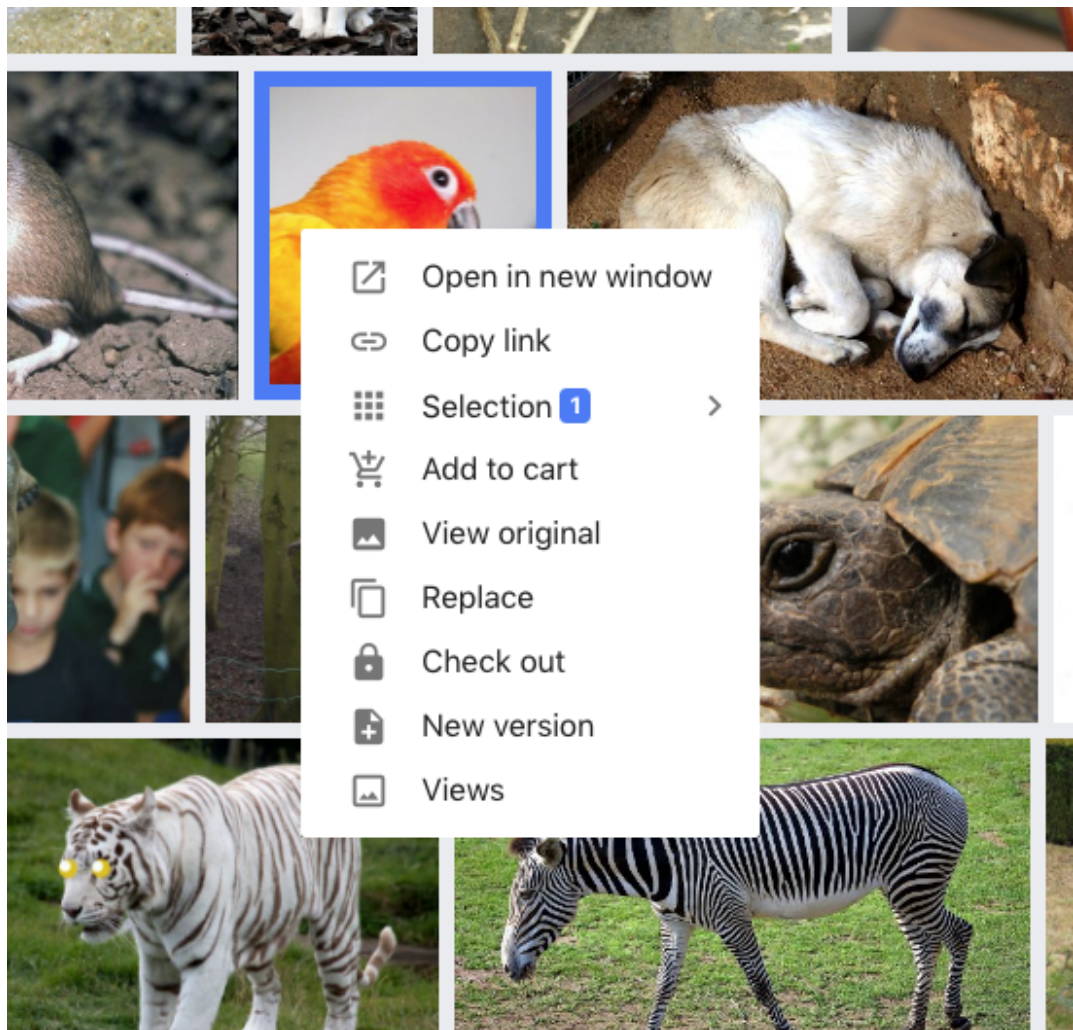 Open in new window
Copy link
Selection 1
Add to cart
View original
Replace
Check out
New version
Views